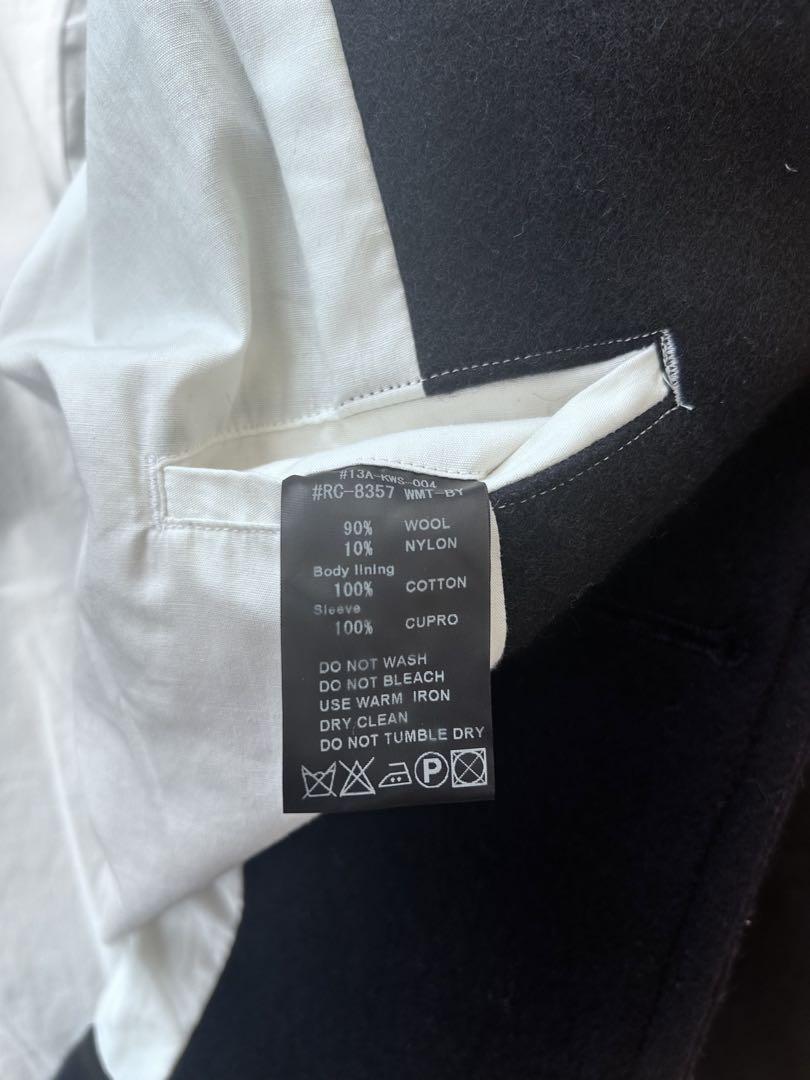 #13A-KWS-004
#RC-8357 WMT-BY
90% WOOL
10% NYLON
Body lining
100% COTTON
Sleeve
100% CUPRO
DO NOT WASH
DO NOT BLEACH
USE WARM IRON
DRY CLEAN
DO NOT TUMBLE DRY
P